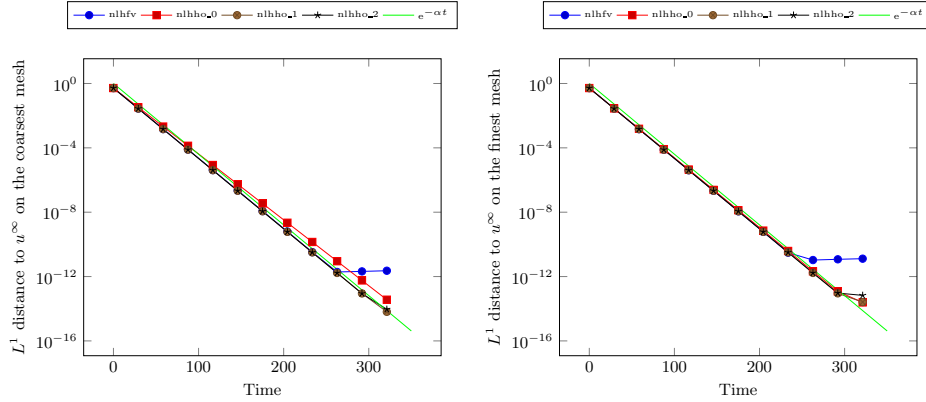 nlhfv nlhho_0 nlhho_1 nlhho_2 e^{−αt}
10^0
10^{−4}
10^{−8}
10^{−12}
10^{−16}
0 100 200 300
Time
L^1 distance to u^∞ on the coarsest mesh
nlhfv nlhho_0 nlhho_1 nlhho_2 e^{−αt}
10^0
10^{−4}
10^{−8}
10^{−12}
10^{−16}
0 100 200 300
Time
L^1 distance to u^∞ on the finest mesh